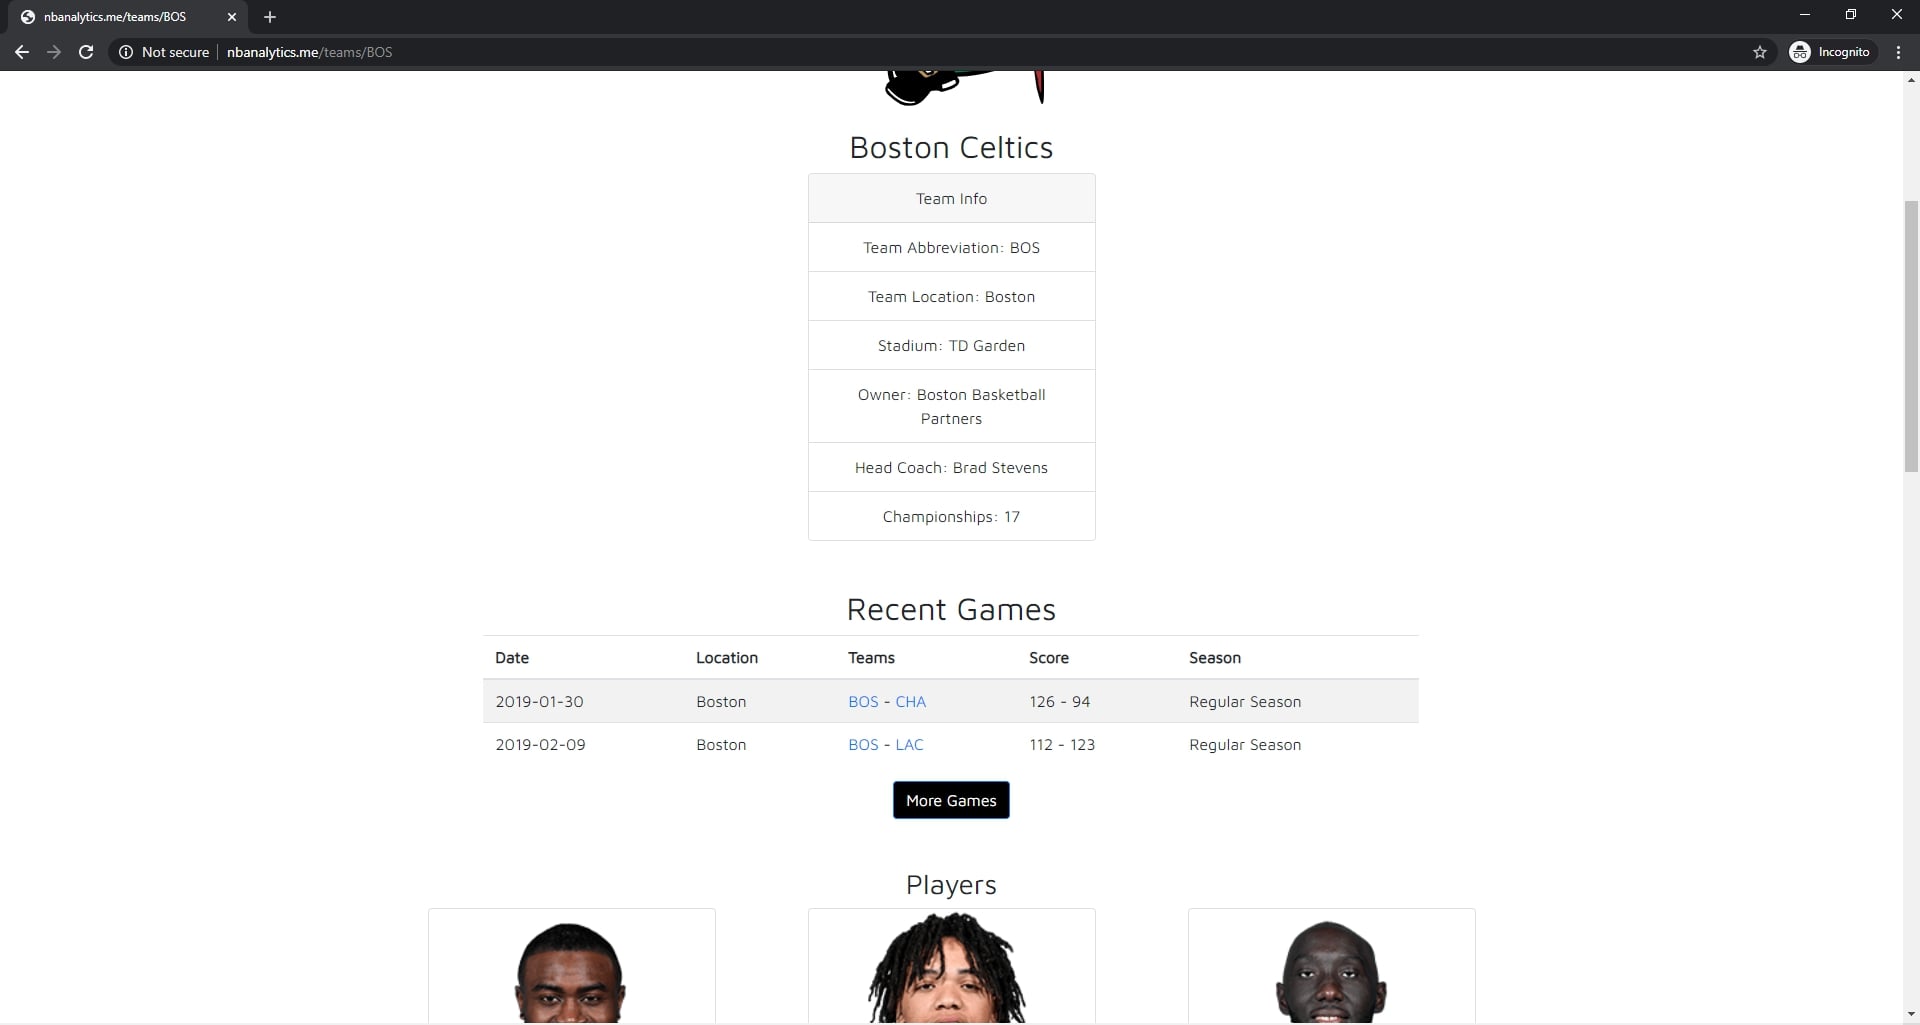 nbanalytics.me/teams/BOS
Not secure
nbanalytics.me/teams/BOS
Incognito
Boston Celtics
Team Info
Team Abbreviation: BOS
Team Location: Boston
Stadium: TD Garden
Owner: Boston Basketball
Partners
Head Coach: Brad Stevens
Championships: 17
Recent Games
Date Location Teams Score Season
2019-01-30 Boston BOS - CHA 126 - 94 Regular Season
2019-02-09 Boston BOS - LAC 112 - 123 Regular Season
More Games
Players